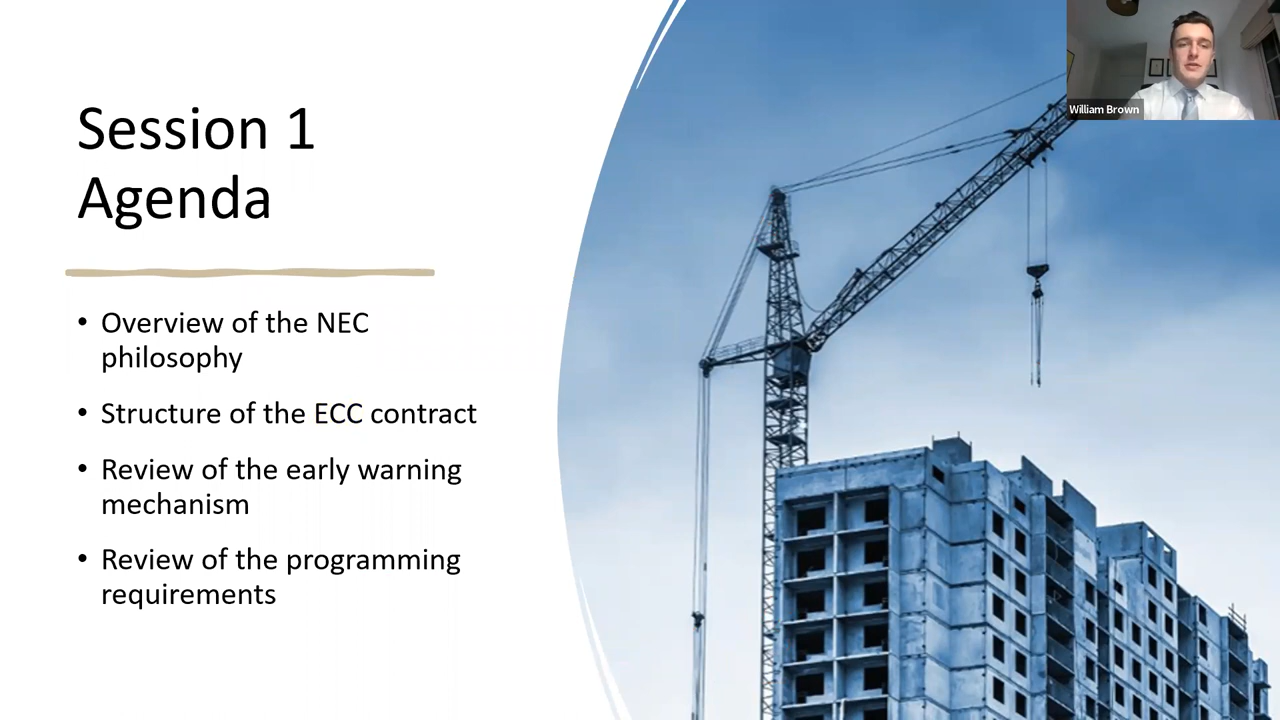 Session 1
Agenda
• Overview of the NEC
philosophy
• Structure of the ECC contract
• Review of the early warning
mechanism
• Review of the programming
requirements
William Brown